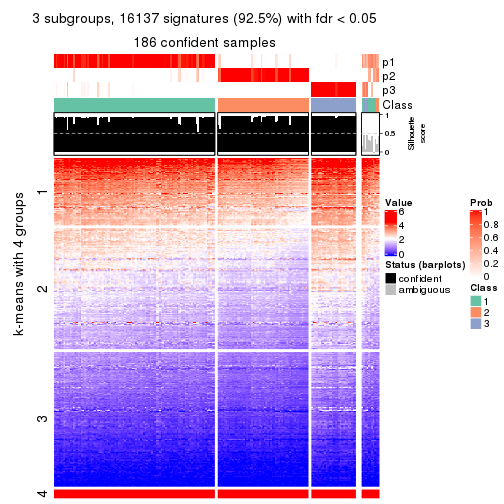 3 subgroups, 16137 signatures (92.5%) with fdr < 0.05
186 confident samples
p1
p2
p3
Class
1
0.5
0
Silhouette
score
k-means with 4 groups
1
2
3
4
Value
6
4
2
0
Status (barplots)
confident
ambiguous
Prob
1
0.8
0.6
0.4
0.2
0
Class
1
2
3